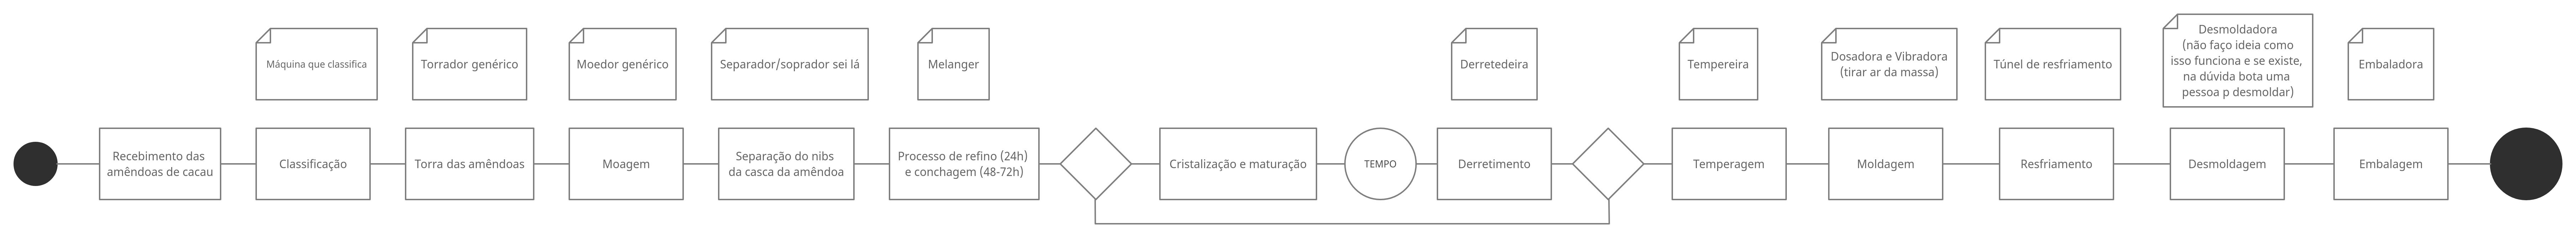 Máquina que classifica
Torrador genérico
Moedor genérico
Separador/soprador sei lá
Melanger
Derretedeira
Tempereira
Dosadora e Vibradora
(tirar ar da massa)
Túnel de resfriamento
Desmoldadora
(não faço ideia como
isso funciona e se existe,
na dúvida bota uma
pessoa p desmoldar)
Embaladora
Recebimento das
amêndoas de cacau
Classificação
Torra das amêndoas
Moagem
Separação do nibs
da casca da amêndoa
Processo de refino (24h)
e conchagem (48-72h)
Cristalização e maturação
TEMPO
Derretimento
Temperagem
Moldagem
Resfriamento
Desmoldagem
Embalagem